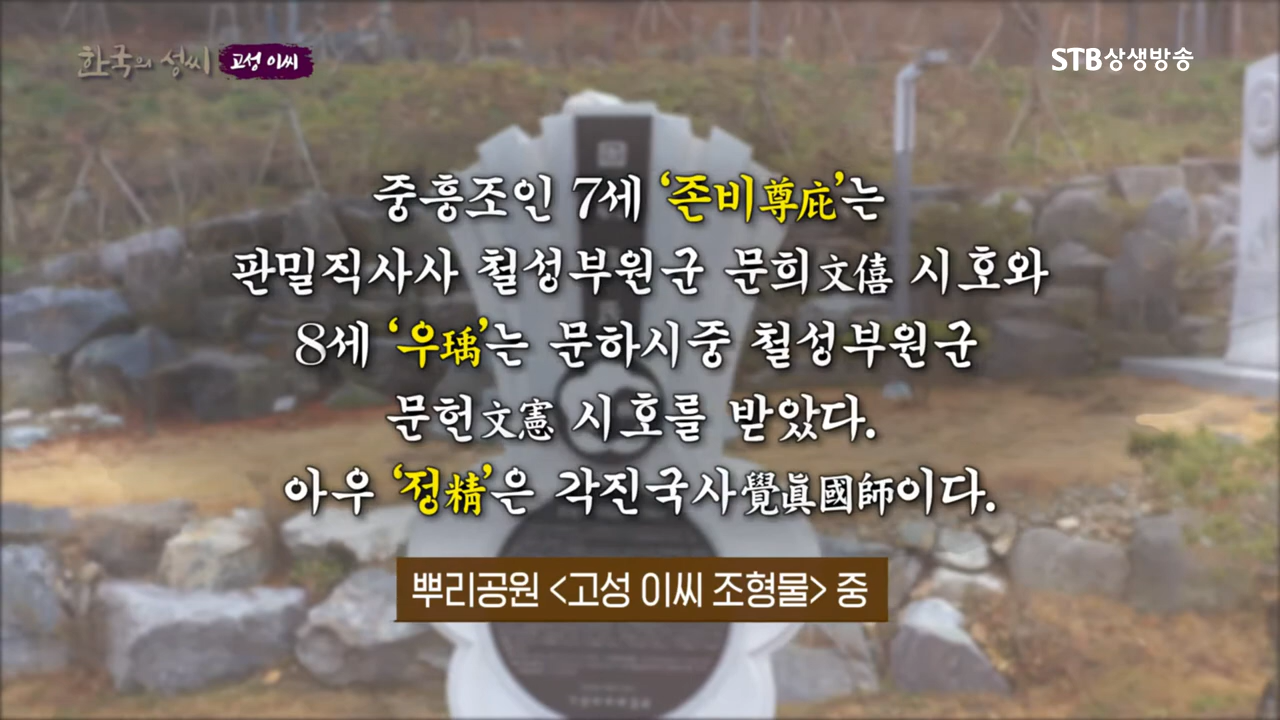 한국의 성씨 고성 이씨
STB상생방송
중흥조인 7세 ‘존비尊庇’는
판밀직사사 철성부원군 문희文僖 시호와
8세 ‘우瑀’는 문하시중 철성부원군
문헌文憲 시호를 받았다.
아우 ‘정精’은 각진국사覺眞國師이다.
뿌리공원 <고성 이씨 조형물> 중